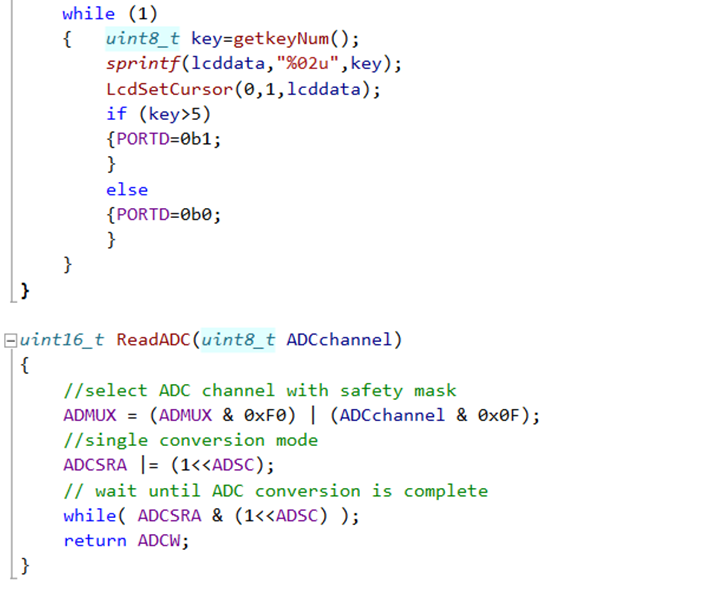 while (1)
{ uint8_t key=getkeyNum();
sprintf(lcddata,"%02u",key);
LcdSetCursor(0,1,lcddata);
if (key>5)
{PORTD=0b1;
}
else
{PORTD=0b0;
}
}
}
uint16_t ReadADC(uint8_t ADCchannel)
{
//select ADC channel with safety mask
ADMUX = (ADMUX & 0xF0) | (ADCchannel & 0x0F);
//single conversion mode
ADCSRA |= (1<<ADSC);
// wait until ADC conversion is complete
while( ADCSRA & (1<<ADSC) );
return ADCW;
}